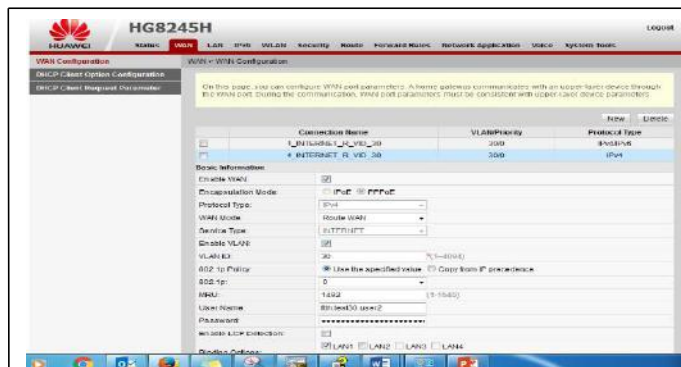 HG8245H
Logout
HUAWEI
Status WAN LAN IPv6 WLAN Security Route Forward Rules Network Application Voice System Tools
WAN Configuration
WAN > WAN Configuration
DHCP Client Option Configuration
DHCP Client Request Parameter
On this page, you can configure WAN port parameters. A home gateway communicates with an upper-layer device through
the WAN port. During the communication, WAN port parameters must be consistent with upper-layer device parameters.
New Delete
Connection Name VLAN/Priority Protocol Type
1_INTERNET_R_VID_30 30/0 IPv4/IPv6
4_INTERNET_R_VID_30 30/0 IPv4
Basic Information
Enable WAN:
Encapsulation Mode: IPoE PPPoE
Protocol Type: IPv4
WAN Mode: Route WAN
Service Type: INTERNET
Enable VLAN:
VLAN ID: 30 *(1-4094)
802.1p Policy: Use the specified value Copy from IP precedence
802.1p: 0
MRU: 1492 (1-1540)
User Name:
Password:
Enable LCP Detection:
Binding Options: LAN1 LAN2 LAN3 LAN4